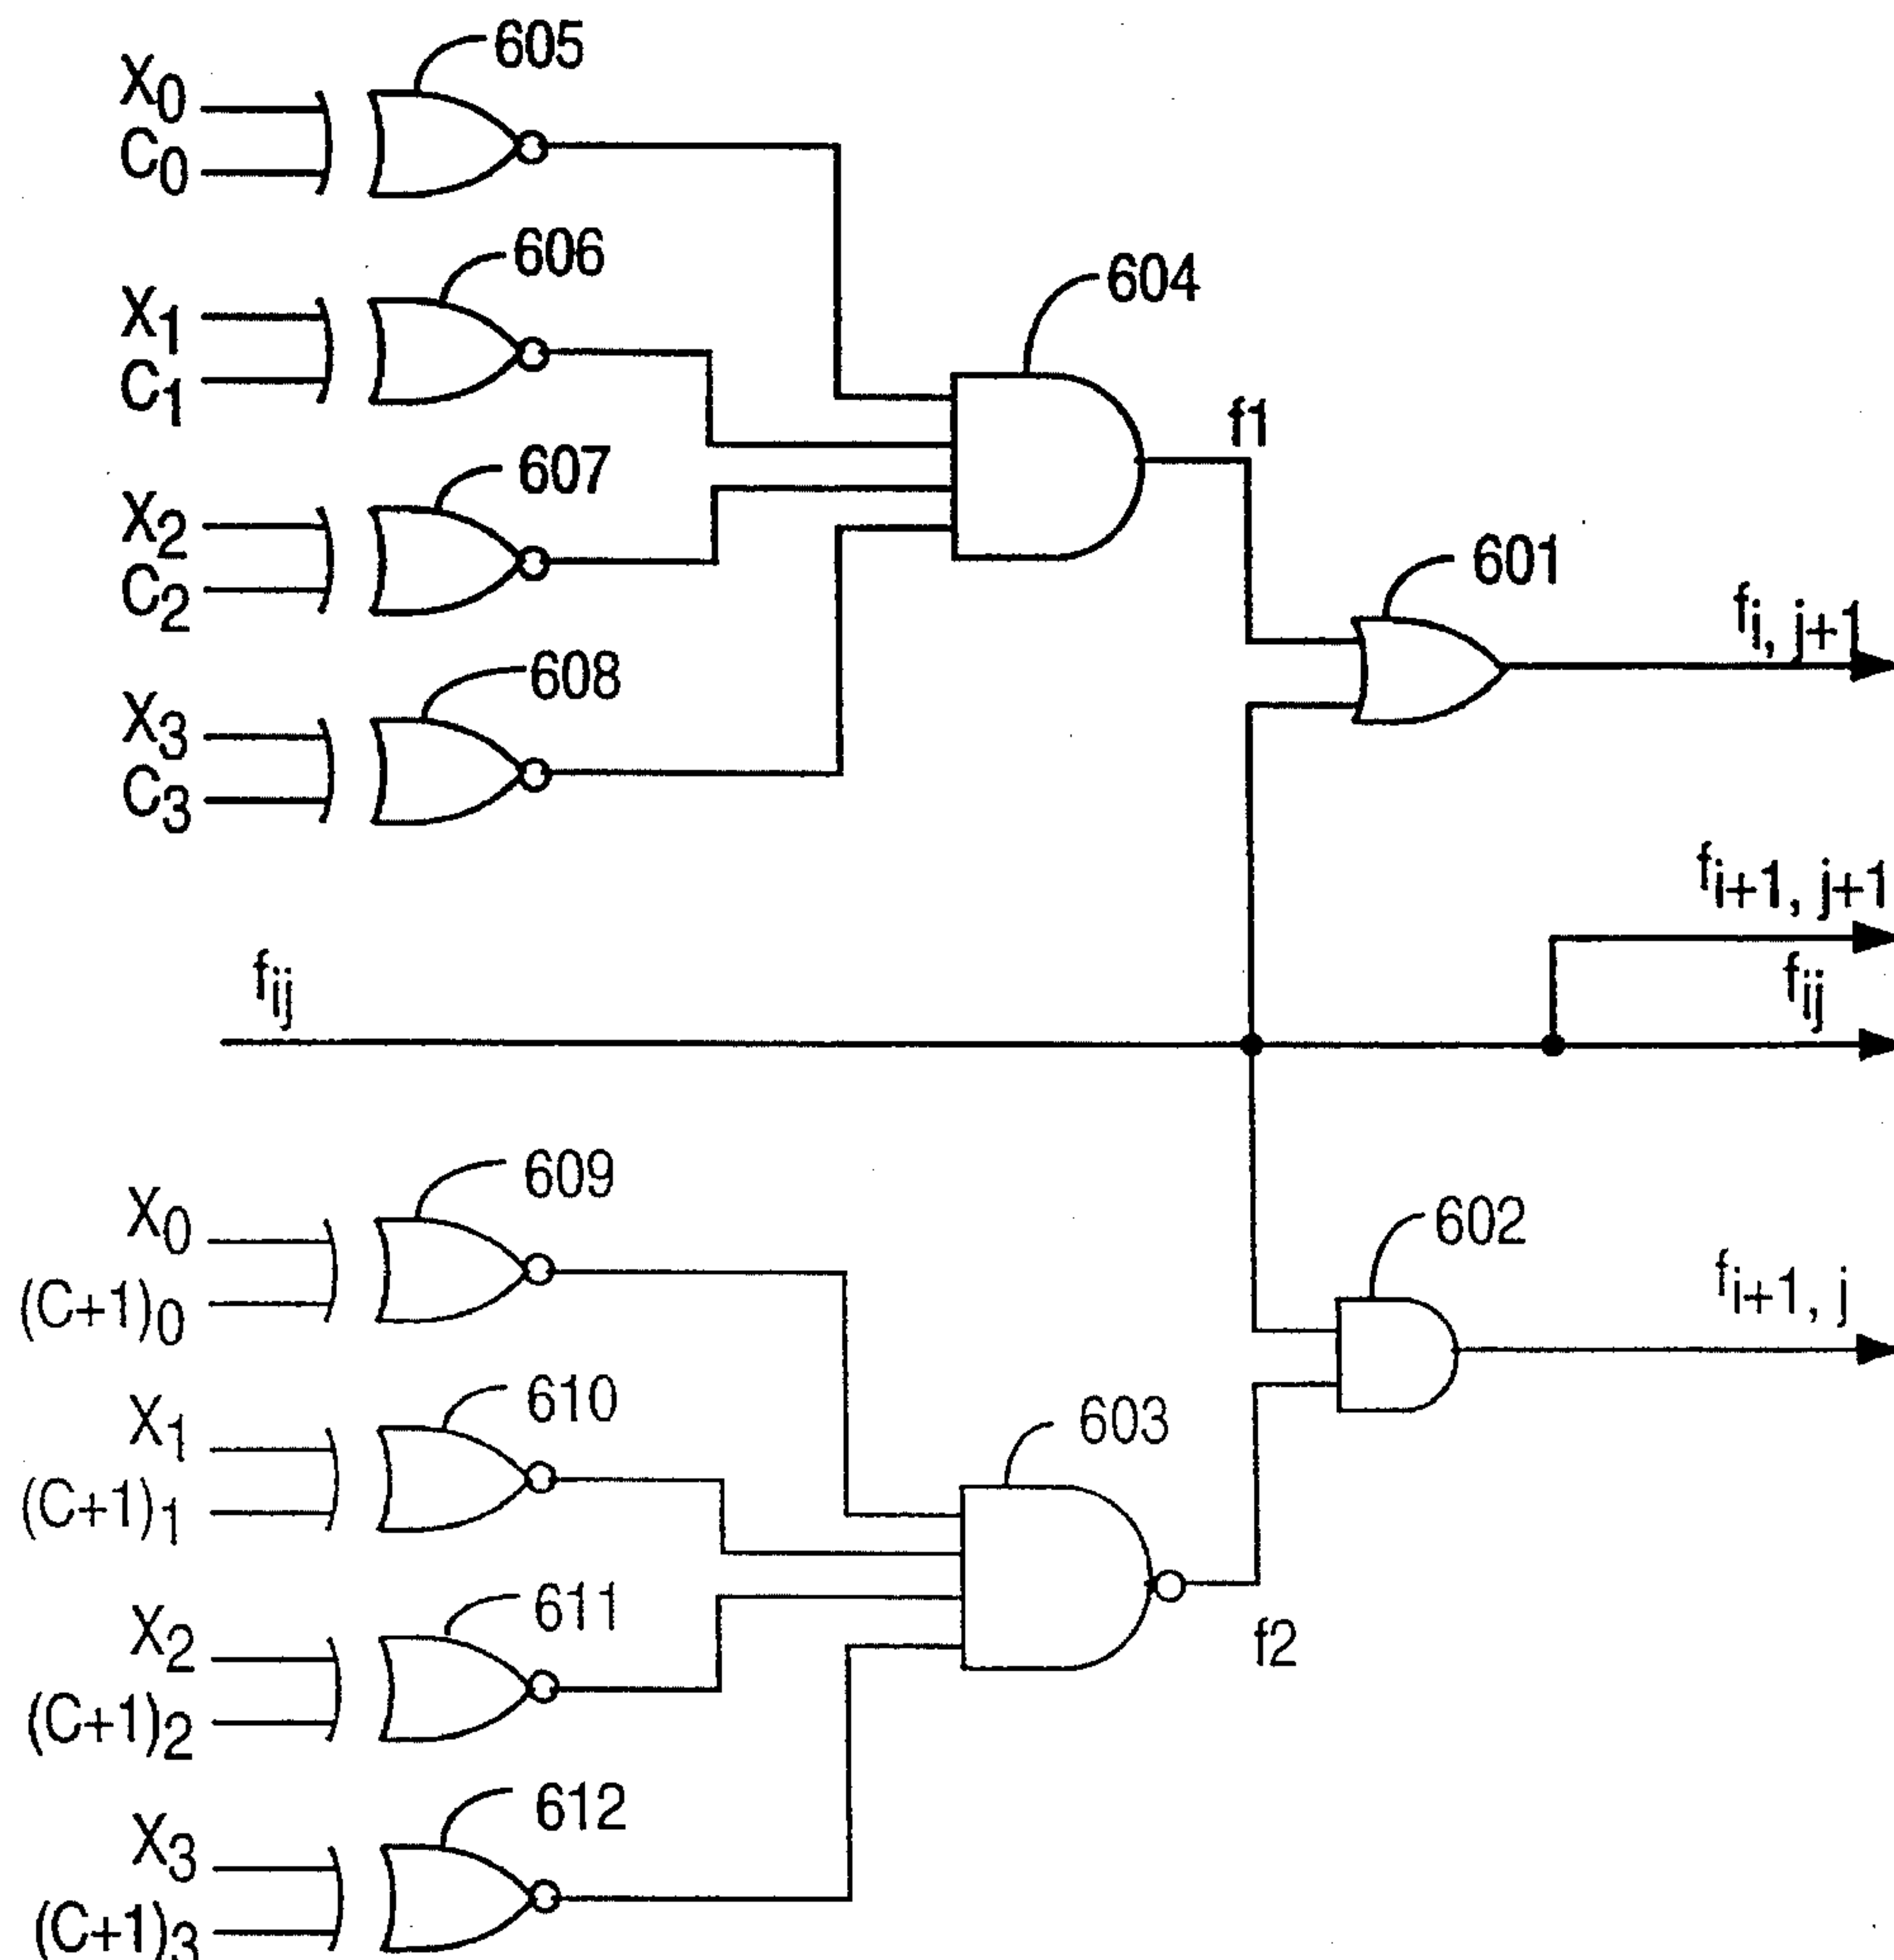 605
X0
C0
606
X1
C1
604
607
f1
X2
C2
601
fi, j+1
608
X3
C3
fi+1, j+1
fij
fij
609
X0
(C+1)0
602
fi+1, j
610
X1
(C+1)1
603
611
X2
(C+1)2
f2
612
X3
(C+1)3